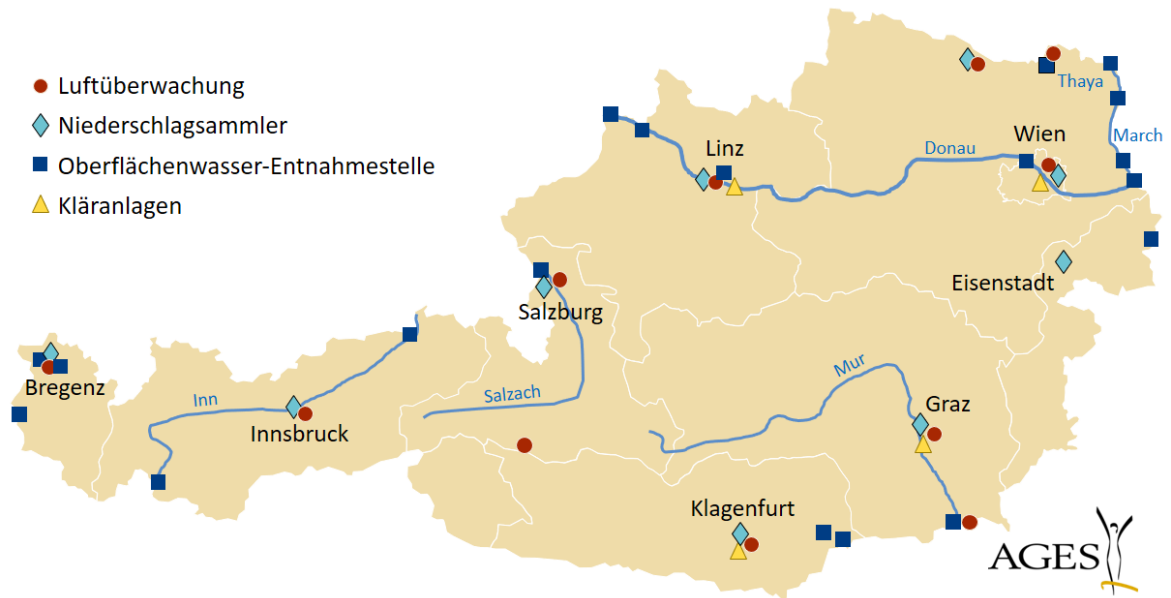 Luftüberwachung
Niederschlagsammler
Oberflächenwasser-Entnahmestelle
Kläranlagen
Thaya
March
Wien
Donau
Linz
Eisenstadt
Salzburg
Bregenz
Inn
Innsbruck
Salzach
Mur
Graz
Klagenfurt
AGES